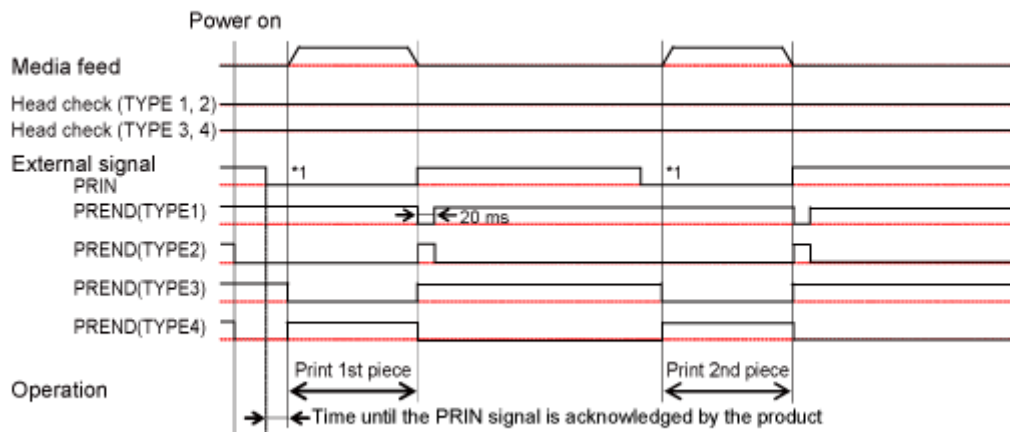 Power on
Media feed
Head check (TYPE 1, 2)
Head check (TYPE 3, 4)
External signal
PRIN
*1
*1
PREND(TYPE1)
20 ms
PREND(TYPE2)
PREND(TYPE3)
PREND(TYPE4)
Print 1st piece
Print 2nd piece
Operation
Time until the PRIN signal is acknowledged by the product